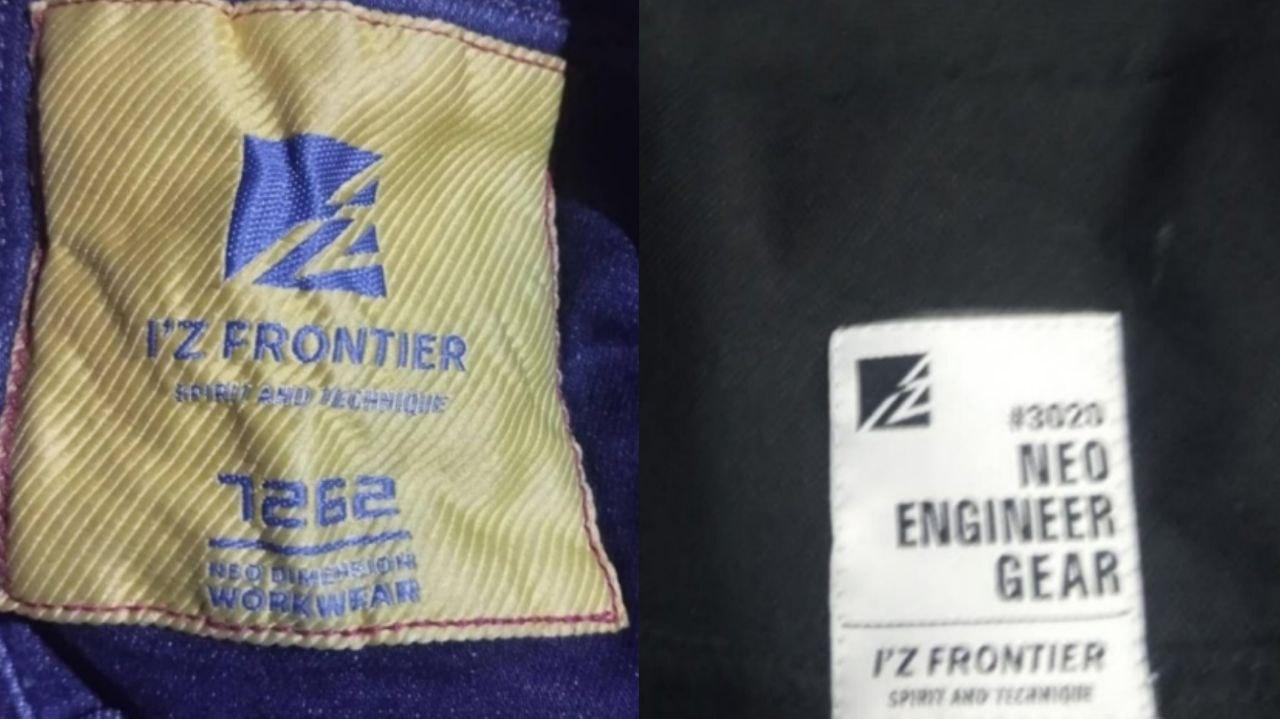 I'Z FRONTIER
SPIRIT AND TECHNIQUE
7262
NEO DIMENSION
WORKWEAR
#3020
NEO
ENGINEER
GEAR
I'Z FRONTIER
SPIRIT AND TECHNIQUE